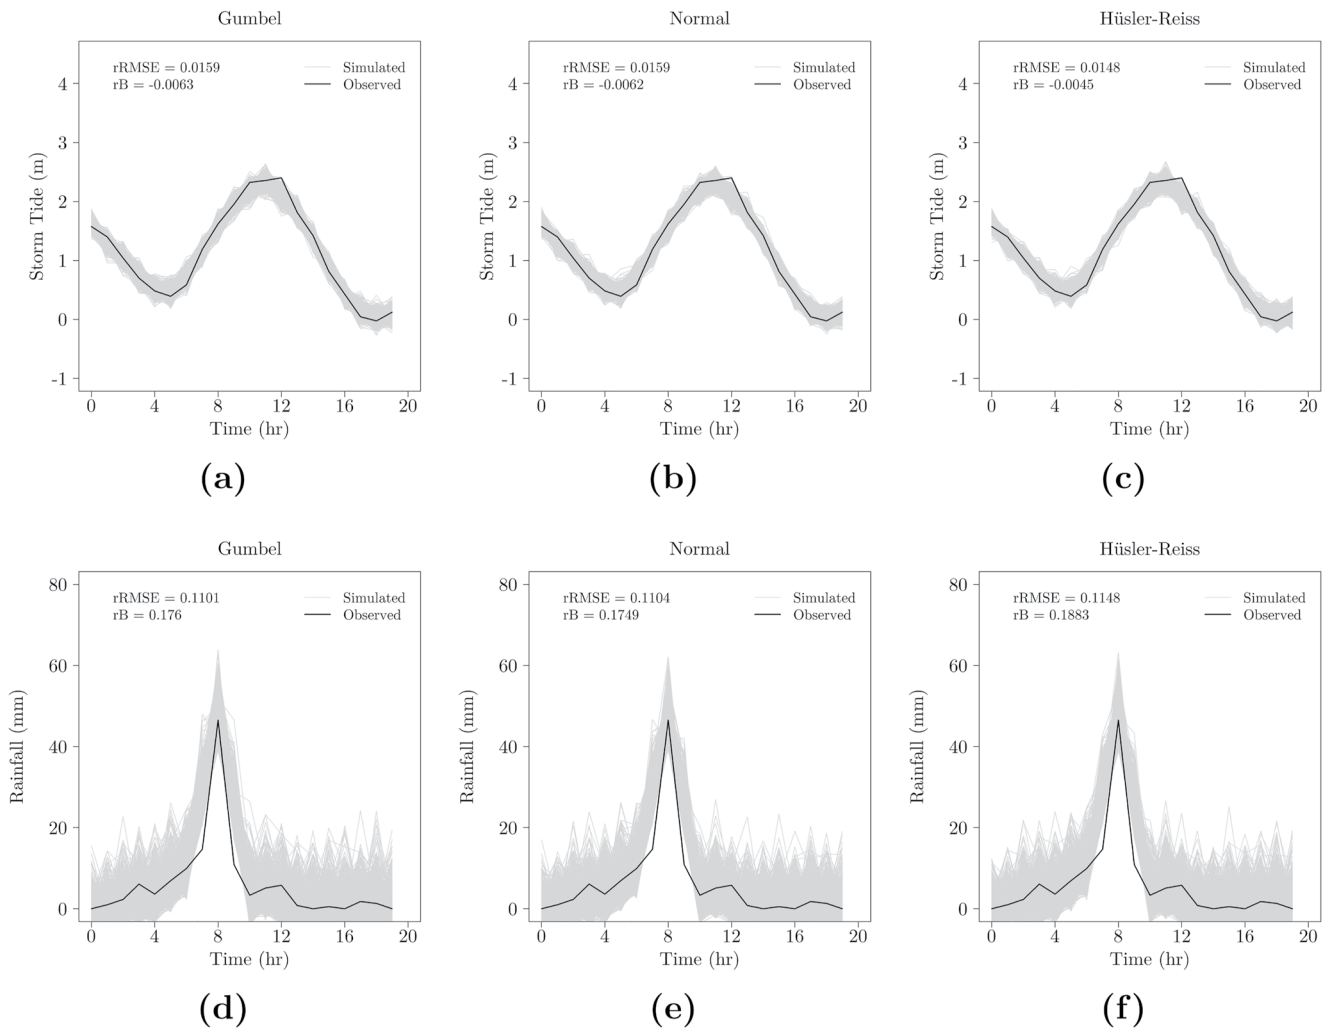 Gumbel
rRMSE = 0.0159
rB = -0.0063
Simulated
Observed
4
3
2
1
0
-1
Storm Tide (m)
0 4 8 12 16 20
Time (hr)
(a)
Normal
rRMSE = 0.0159
rB = -0.0062
Simulated
Observed
4
3
2
1
0
-1
Storm Tide (m)
0 4 8 12 16 20
Time (hr)
(b)
Hüsler-Reiss
rRMSE = 0.0148
rB = -0.0045
Simulated
Observed
4
3
2
1
0
-1
Storm Tide (m)
0 4 8 12 16 20
Time (hr)
(c)
Gumbel
rRMSE = 0.1101
rB = 0.176
Simulated
Observed
80
60
40
20
0
Rainfall (mm)
0 4 8 12 16 20
Time (hr)
(d)
Normal
rRMSE = 0.1104
rB = 0.1749
Simulated
Observed
80
60
40
20
0
Rainfall (mm)
0 4 8 12 16 20
Time (hr)
(e)
Hüsler-Reiss
rRMSE = 0.1148
rB = 0.1883
Simulated
Observed
80
60
40
20
0
Rainfall (mm)
0 4 8 12 16 20
Time (hr)
(f)